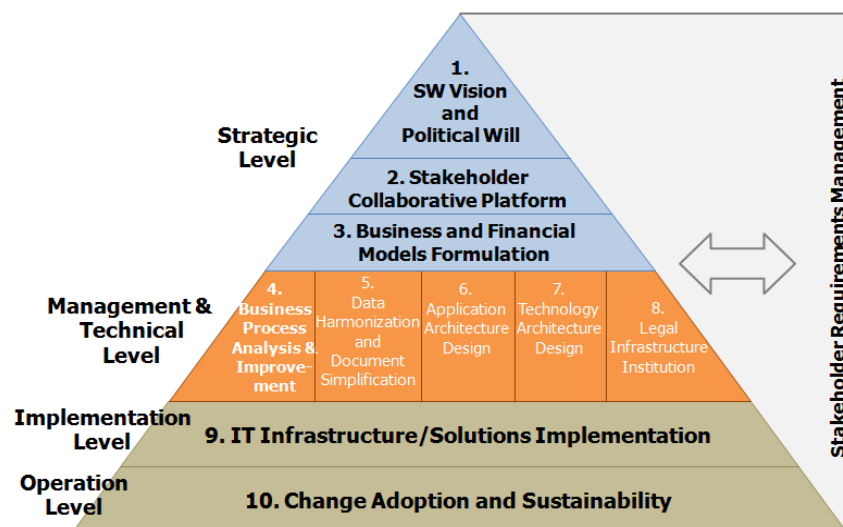 1.
SW Vision
and
Political Will
Strategic
Level
2. Stakeholder
Collaborative Platform
3. Business and Financial
Models Formulation
Management &
Technical
Level
4.
Business
Process
Analysis &
Improve-
ment
5.
Data
Harmonization
and
Document
Simplification
6.
Application
Architecture
Design
7.
Technology
Architecture
Design
8.
Legal
Infrastructure
Institution
Implementation
Level
9. IT Infrastructure/Solutions Implementation
Operation
Level
10. Change Adoption and Sustainability
Stakeholder Requirements Management